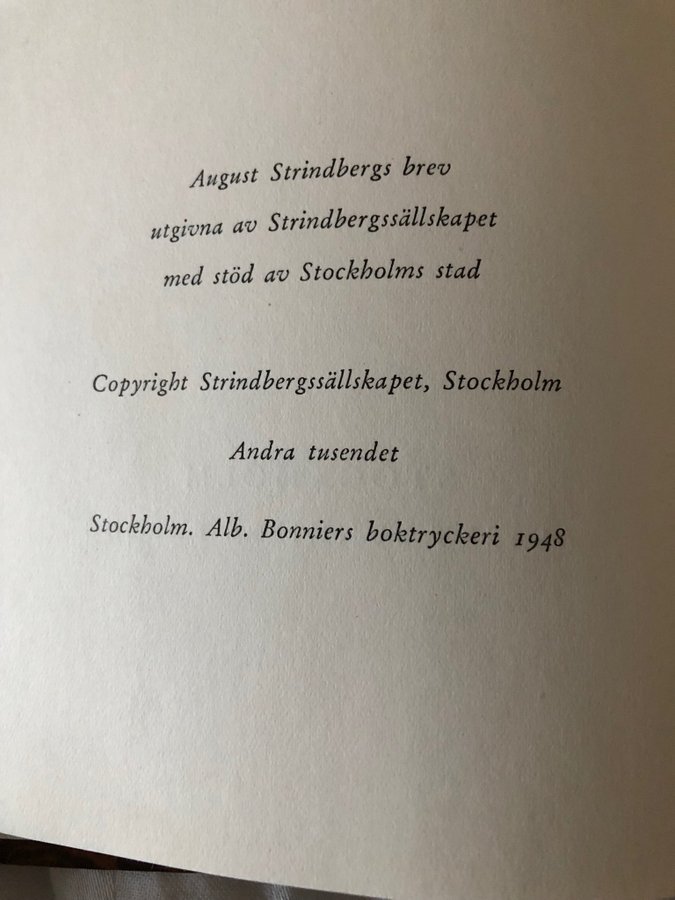 August Strindbergs brev
utgivna av Strindbergssällskapet
med stöd av Stockholms stad
Copyright Strindbergssällskapet, Stockholm
Andra tusendet
Stockholm. Alb. Bonniers boktryckeri 1948